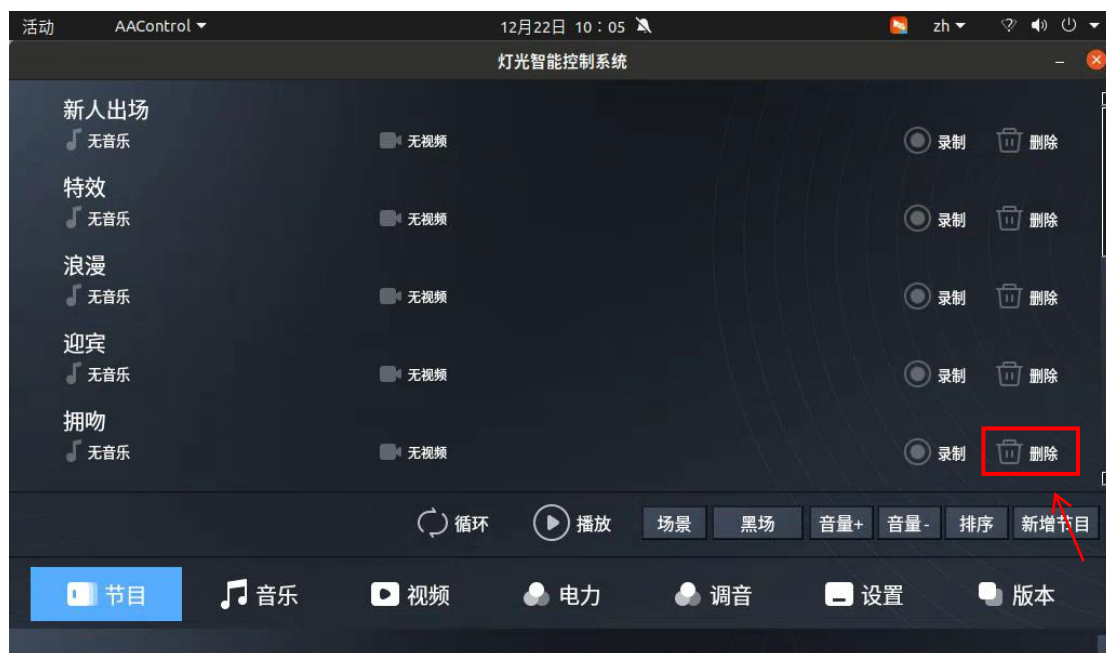 活动 AAControl 12月22日 10：05 zh
灯光智能控制系统
新人出场
无音乐 无视频 录制 删除
特效
无音乐 无视频 录制 删除
浪漫
无音乐 无视频 录制 删除
迎宾
无音乐 无视频 录制 删除
拥吻
无音乐 无视频 录制 删除
循环 播放 场景 黑场 音量+ 音量- 排序 新增节目
节目 音乐 视频 电力 调音 设置 版本